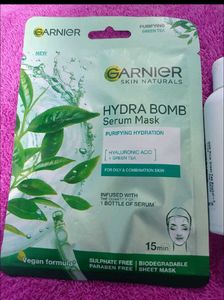 PURIFYING
GREEN TEA
NEW
GARNIER
SKIN NATURALS
HYDRA BOMB
Serum Mask
PURIFYING HYDRATION
HYALURONIC ACID
+ GREEN TEA
FOR OILY & COMBINATION SKIN
INFUSED WITH
1 BOTTLE OF SERUM
15min
Vegan formula
SULPHATE FREE
PARABEN FREE
BIODEGRADABLE
SHEET MASK